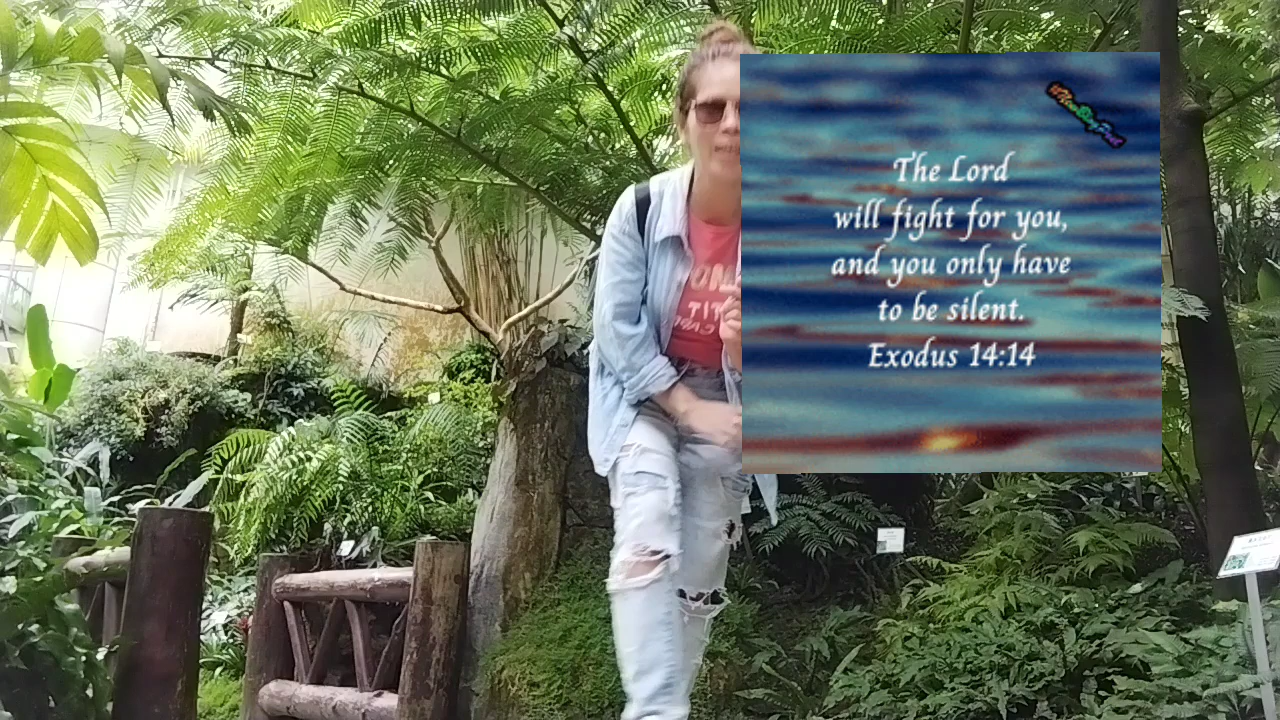 The Lord
will fight for you,
and you only have
to be silent.
Exodus 14:14